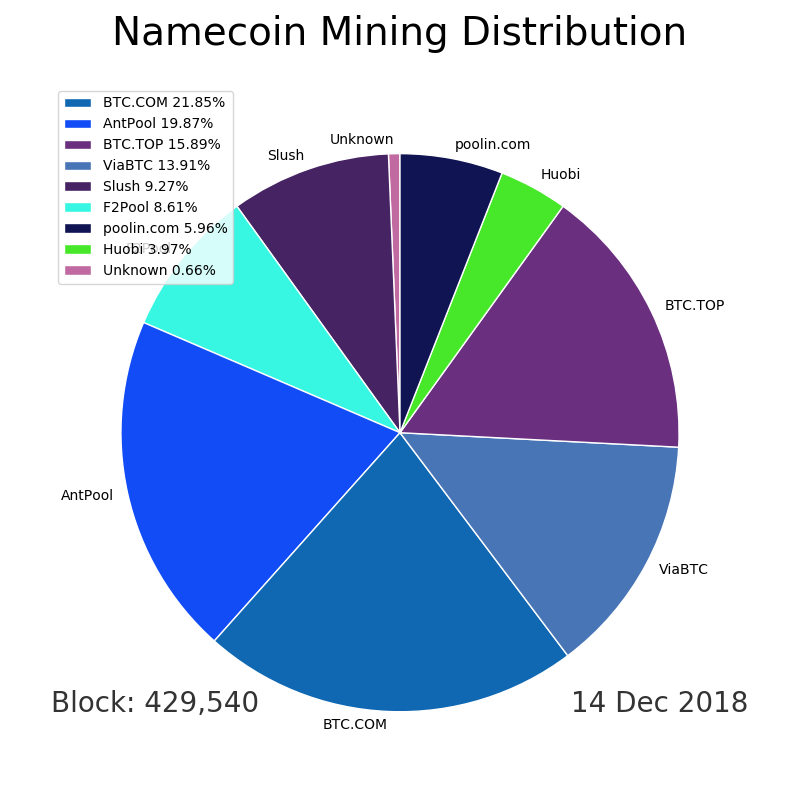 Namecoin Mining Distribution
BTC.COM 21.85%
AntPool 19.87%
BTC.TOP 15.89%
ViaBTC 13.91%
Slush 9.27%
F2Pool 8.61%
poolin.com 5.96%
Huobi 3.97%
Unknown 0.66%
Slush
Unknown
poolin.com
Huobi
BTC.TOP
AntPool
ViaBTC
BTC.COM
Block: 429,540
14 Dec 2018